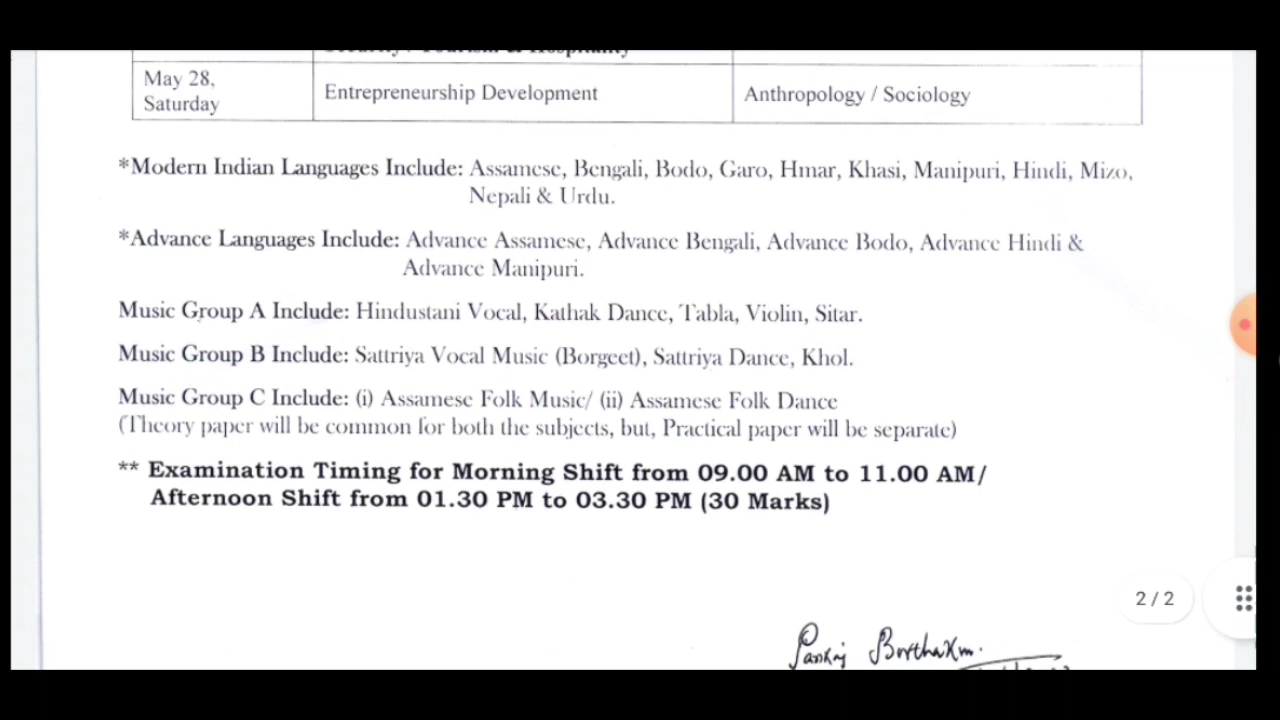 Security / Tourism & Hospitality
May 28,
Saturday
Entrepreneurship Development
Anthropology / Sociology
*Modern Indian Languages Include: Assamese, Bengali, Bodo, Garo, Hmar, Khasi, Manipuri, Hindi, Mizo,
Nepali & Urdu.
*Advance Languages Include: Advance Assamese, Advance Bengali, Advance Bodo, Advance Hindi &
Advance Manipuri.
Music Group A Include: Hindustani Vocal, Kathak Dance, Tabla, Violin, Sitar.
Music Group B Include: Sattriya Vocal Music (Borgeet), Sattriya Dance, Khol.
Music Group C Include: (i) Assamese Folk Music/ (ii) Assamese Folk Dance
(Theory paper will be common for both the subjects, but, Practical paper will be separate)
** Examination Timing for Morning Shift from 09.00 AM to 11.00 AM/
Afternoon Shift from 01.30 PM to 03.30 PM (30 Marks)
2 / 2
Pankaj